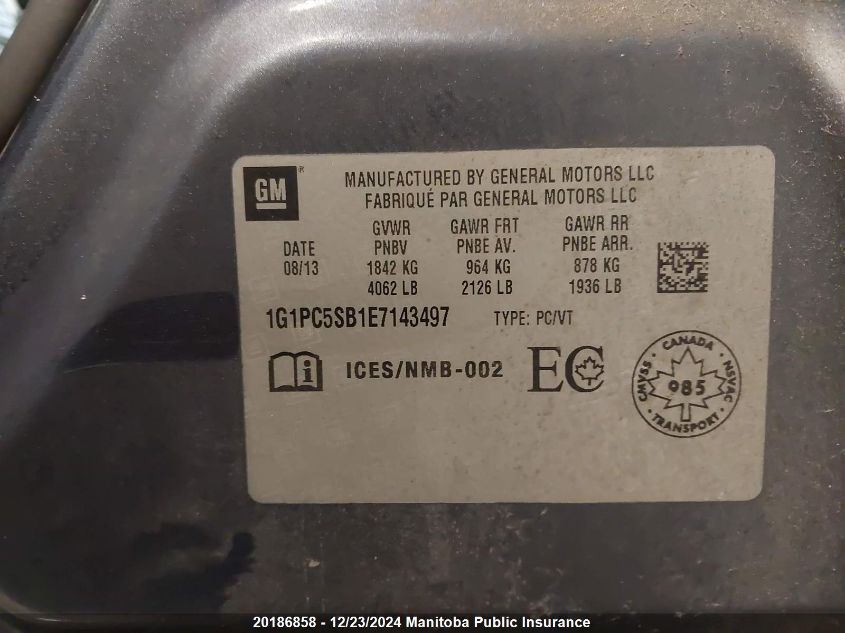 GM
MANUFACTURED BY GENERAL MOTORS LLC
FABRIQUÉ PAR GENERAL MOTORS LLC
GVWR GAWR FRT GAWR RR
DATE PNBV PNBE AV. PNBE ARR.
08/13 1842 KG 964 KG 878 KG
4062 LB 2126 LB 1936 LB
1G1PC5SB1E7143497 TYPE: PC/VT
i ICES/NMB-002 EC
CANADA
CMVSS 985 NSVAC
TRANSPORT
20186858 - 12/23/2024 Manitoba Public Insurance